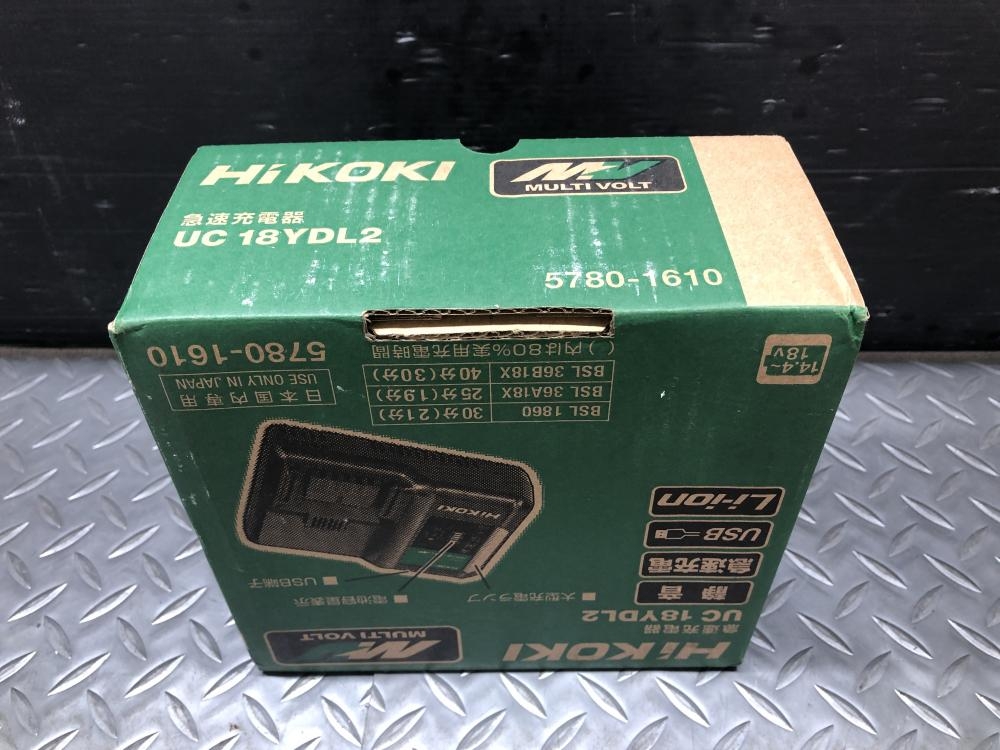 HiKOKI
MULTI VOLT
急速充電器
UC 18YDL2
5780-1610
HiKOKI
MULTI VOLT
急速充電器
UC 18YDL2
静音
急速充電
USB
Li-ion
■ 大型充電ランプ
■ 電池容量表示
■ USB端子
HiKOKI
BSL 1860 30分(21分)
BSL 36A18X 25分(19分)
BSL 36B18X 40分(30分)
( )内は80%実用充電時間
日本国内専用
USE ONLY IN JAPAN
5780-1610
14.4~
18v